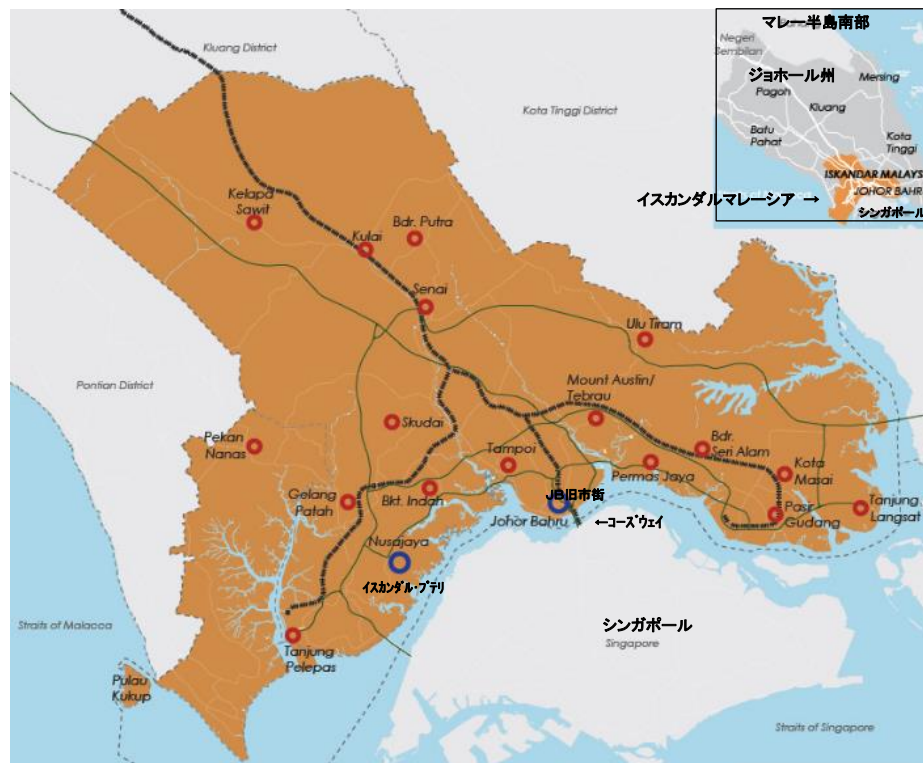 Kluang District
マレー半島南部
Negeri
Sembilan
ジョホール州
Pagoh
Kluang
Mersing
Batu
Pahat
Kota
Tinggi
ISKANDAR MALAYS
JOHOR BAHR
イスカンダルマレーシア →
シンガポール
Kota Tinggi District
Kelapa
Sawit
Kulai
Bdr. Putra
Senai
Ulu Tiram
Pontian District
Mount Austin/
Tebrau
Skudai
Pekan
Nanas
Tampoi
Bdr.
Seri Alam
Kota
Masai
Permas Jaya
Gelang
Patah
Bkt. Indah
JB旧市街
Johor Bahru
←コーズウェイ
Pasir
Gudang
Tanjung
Langsat
Nusajaya
イスカンダル・プテリ
シンガポール
Singapore
Straits of Malacca
Tanjung
Pelepas
Pulau
Kukup
Straits of Singapore